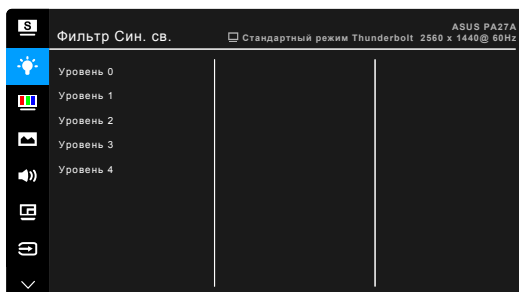 S
ASUS PA27A
Фильтр Син. св.
Стандартный режим Thunderbolt 2560 x 1440@ 60Hz
Уровень 0
Уровень 1
Уровень 2
Уровень 3
Уровень 4